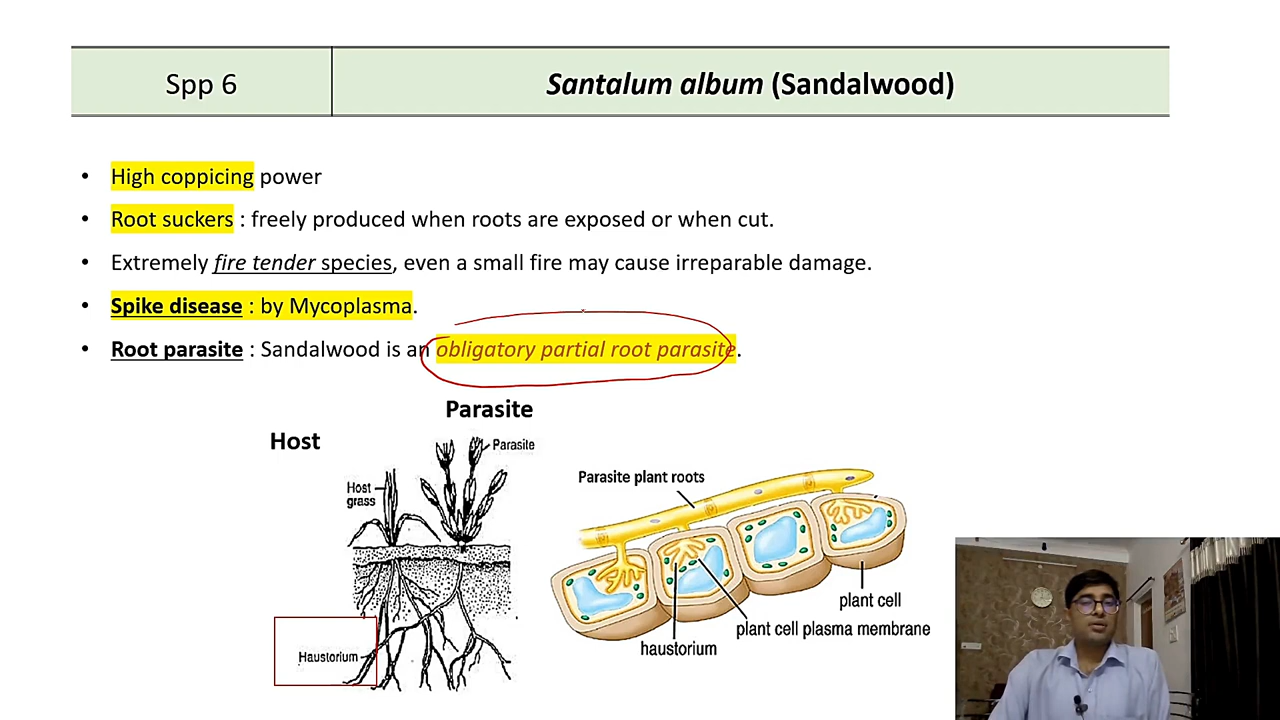 Spp 6
Santalum album (Sandalwood)
• High coppicing power
• Root suckers : freely produced when roots are exposed or when cut.
• Extremely fire tender species, even a small fire may cause irreparable damage.
• Spike disease : by Mycoplasma.
• Root parasite : Sandalwood is an obligatory partial root parasite.
Parasite
Host
Parasite
Host
grass
Haustorium
Parasite plant roots
plant cell
plant cell plasma membrane
haustorium